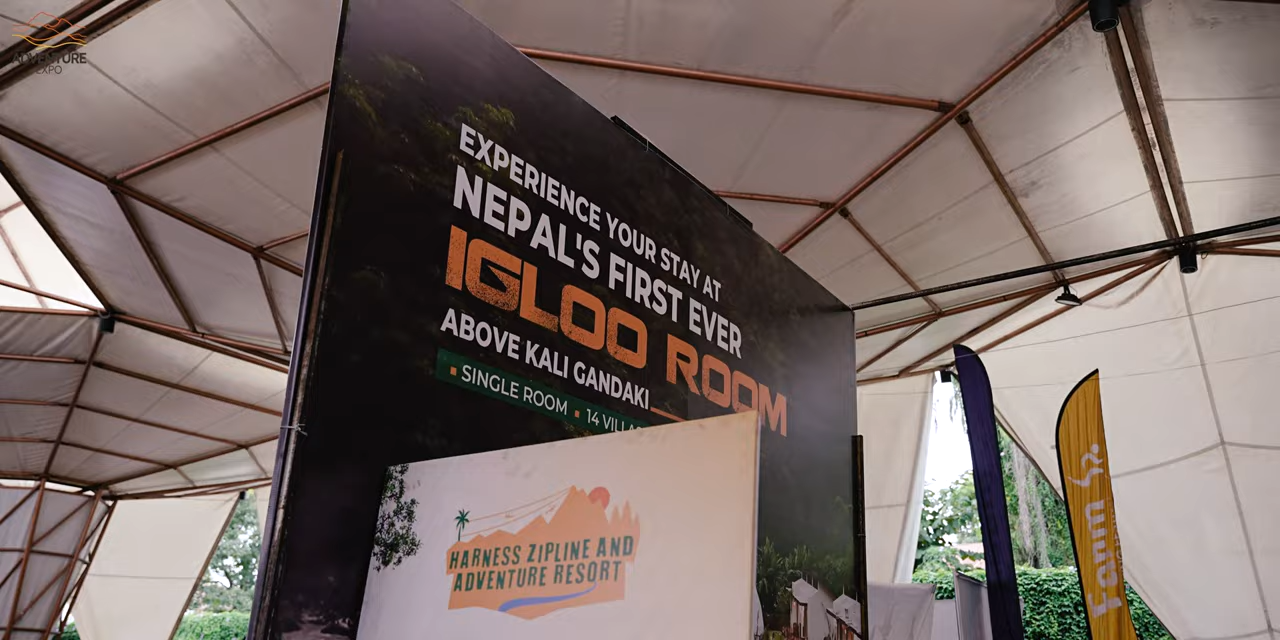 ADVENTURE
EXPO
EXPERIENCE YOUR STAY AT
NEPAL'S FIRST EVER
IGLOO ROOM
ABOVE KALI GANDAKI
▪ SINGLE ROOM ▪ 14
HARNESS ZIPLINE AND
ADVENTURE RESORT